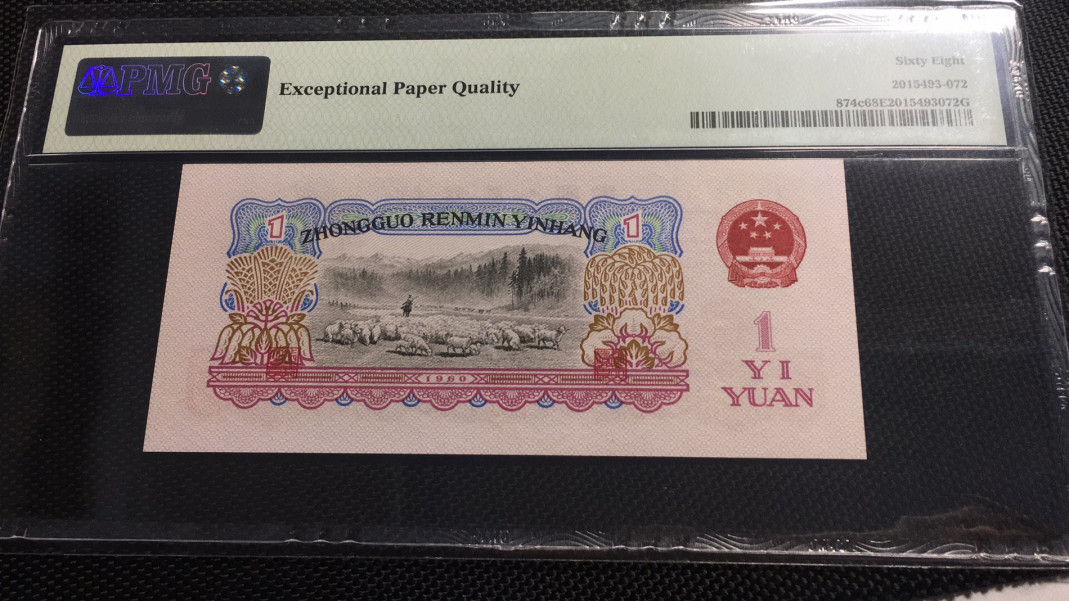 PMG
Exceptional Paper Quality
Sixty Eight
2015493-072
874c68E2015493072G
1
1
ZHONGGUO RENMIN YINHANG
1960
1
YI
YUAN